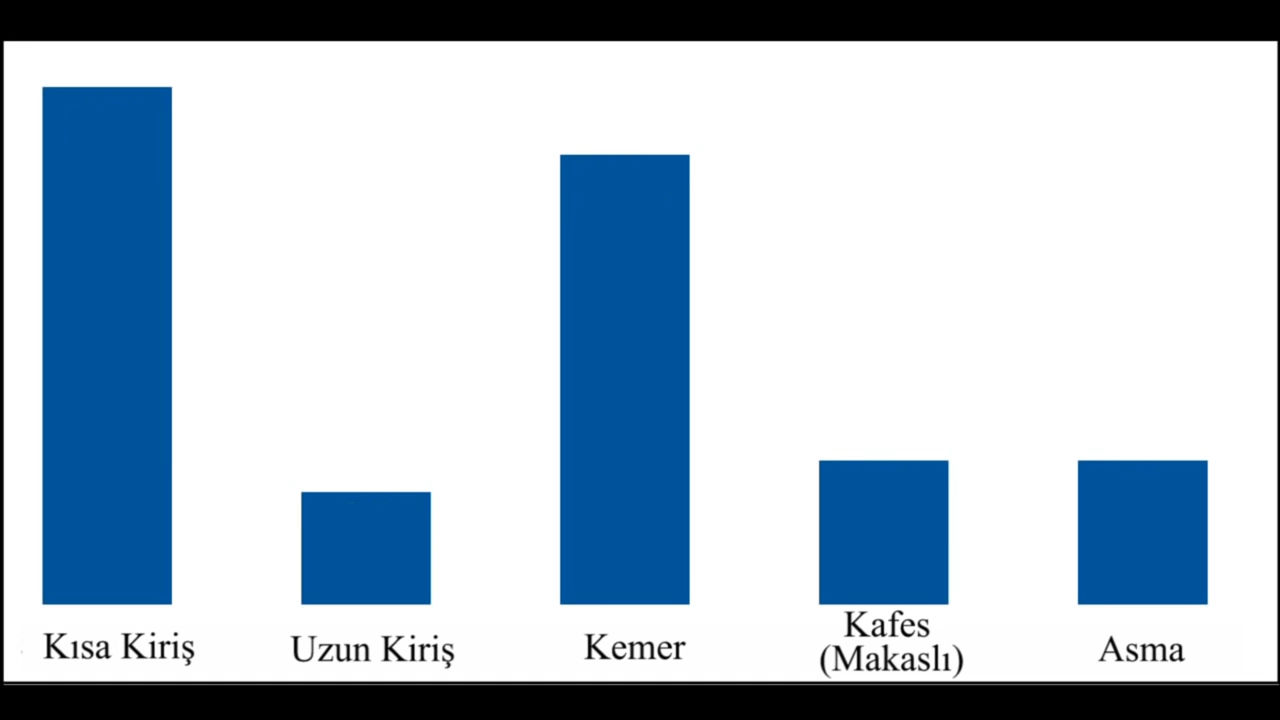 Kısa Kiriş
Uzun Kiriş
Kemer
Kafes
(Makaslı)
Asma